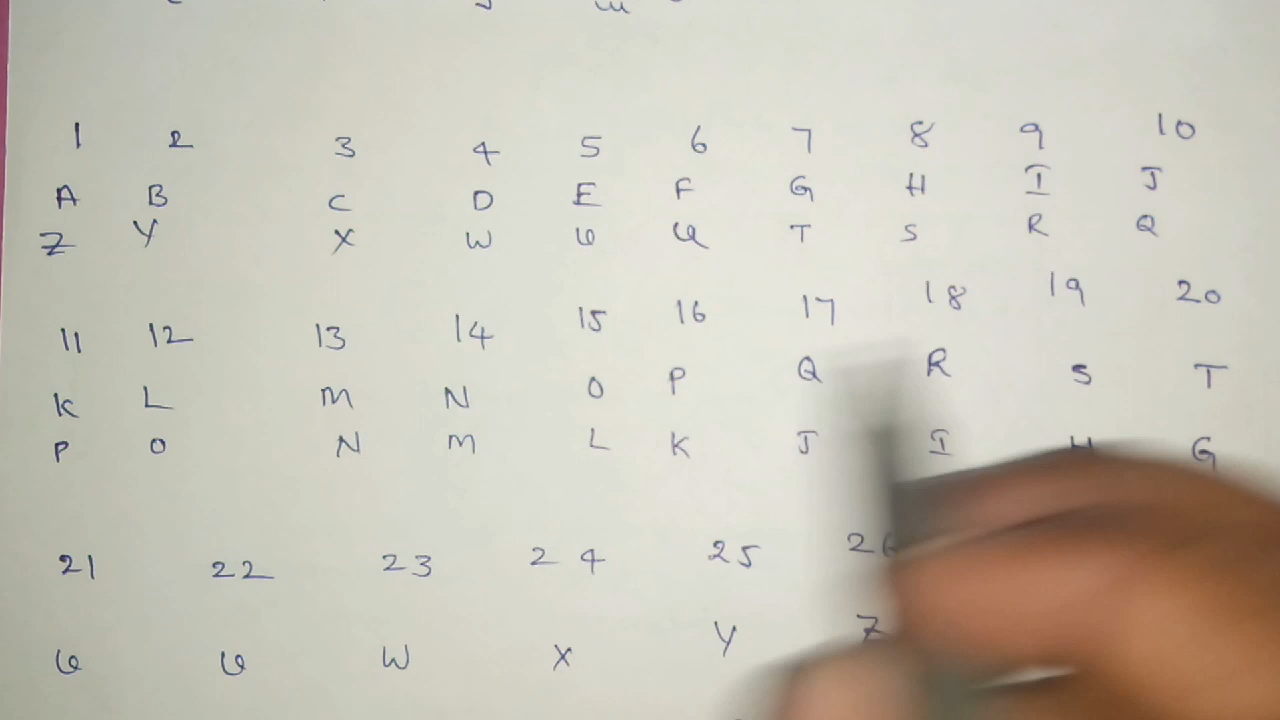 1 2 3 4 5 6 7 8 9 10
A B C D E F G H I J
Z Y X W V U T S R Q
11 12 13 14 15 16 17 18 19 20
K L M N O P Q R S T
P O N M L K J I H G
21 22 23 24 25 26
U V W X Y Z